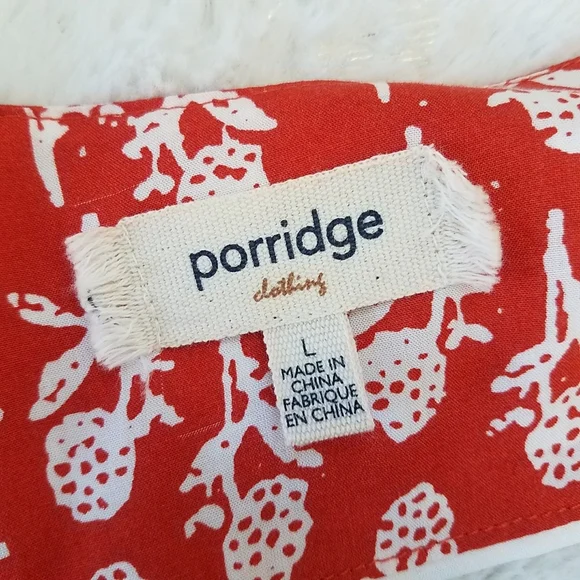 porridge
clothing
L
MADE IN
CHINA
FABRIQUE
EN CHINA